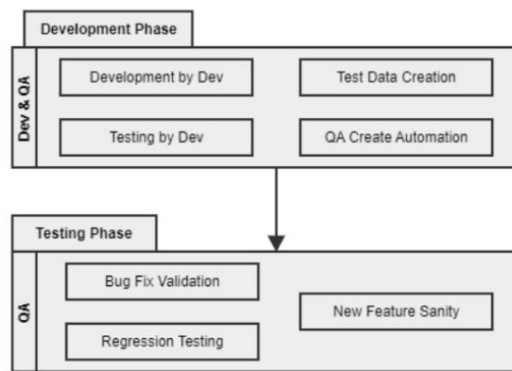 Development Phase
Dev & QA
Development by Dev
Test Data Creation
Testing by Dev
QA Create Automation
Testing Phase
QA
Bug Fix Validation
New Feature Sanity
Regression Testing